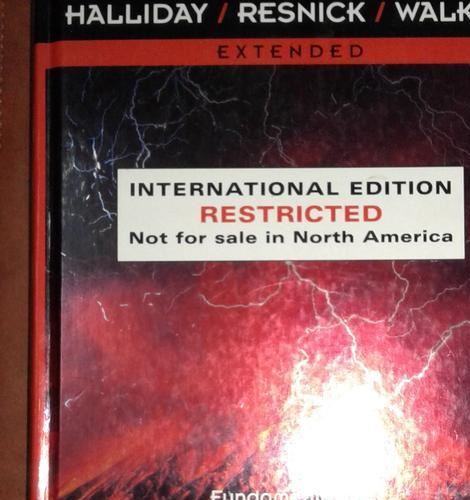 HALLIDAY / RESNICK / WALK
EXTENDED
INTERNATIONAL EDITION
RESTRICTED
Not for sale in North America